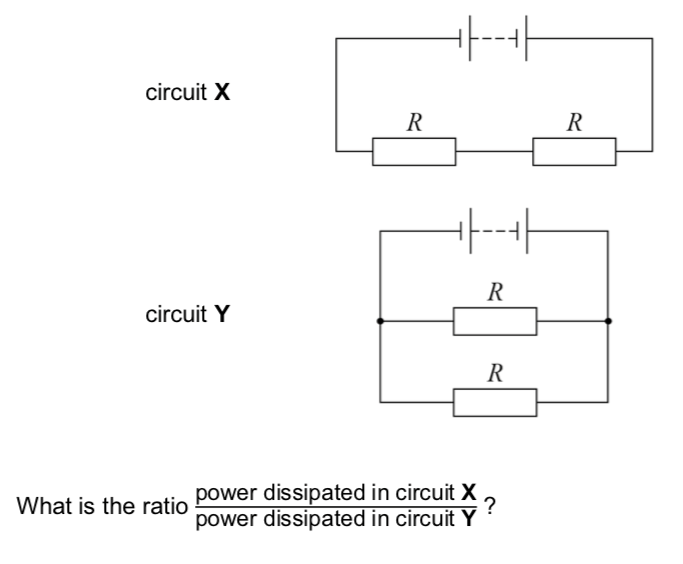 circuit X
R R
circuit Y
R
R
What is the ratio power dissipated in circuit X / power dissipated in circuit Y ?